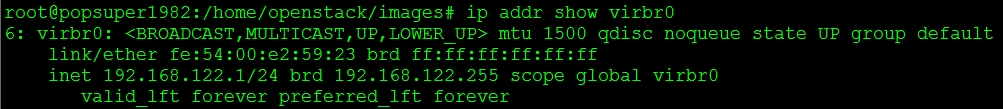 root@popsuper1982:/home/openstack/images# ip addr show virbr0
6: virbr0: <BROADCAST,MULTICAST,UP,LOWER_UP> mtu 1500 qdisc noqueue state UP group default
link/ether fe:54:00:e2:59:23 brd ff:ff:ff:ff:ff:ff
inet 192.168.122.1/24 brd 192.168.122.255 scope global virbr0
valid_lft forever preferred_lft forever